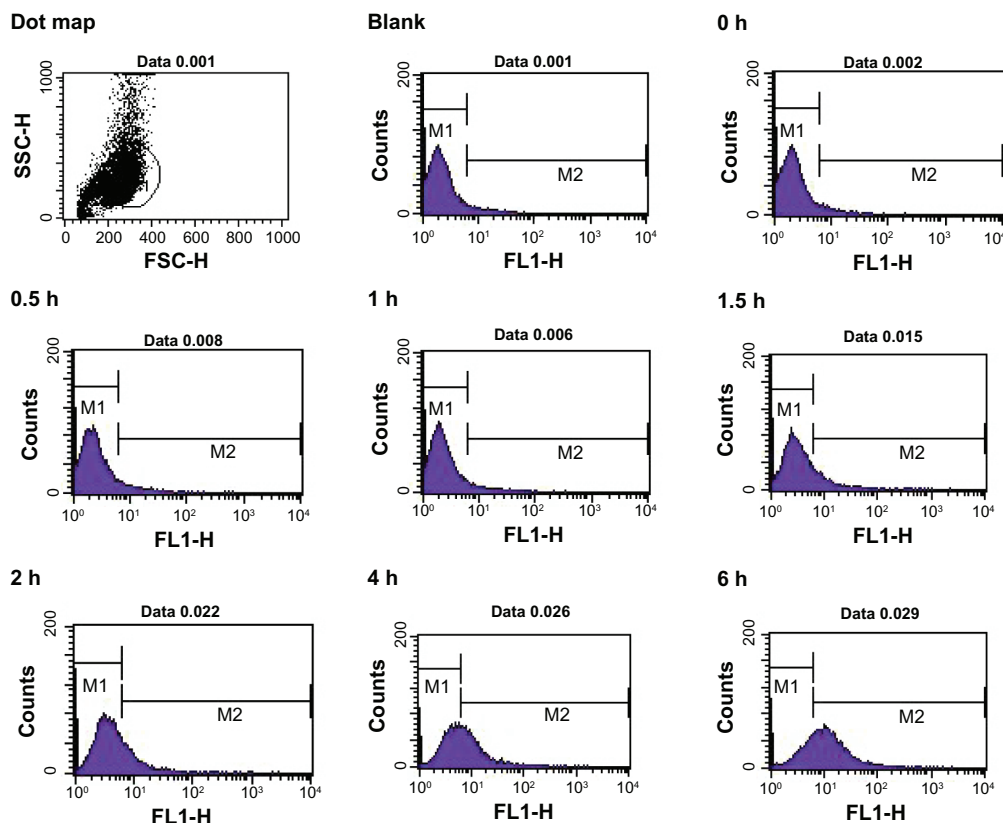 Dot map
Data 0.001
SSC-H
1000
0
0 200 400 600 800 1000
FSC-H
Blank
Data 0.001
Counts
200
0
M1
M2
10⁰ 10¹ 10² 10³ 10⁴
FL1-H
0 h
Data 0.002
Counts
200
0
M1
M2
10⁰ 10¹ 10² 10³ 10⁴
FL1-H
0.5 h
Data 0.008
Counts
200
0
M1
M2
10⁰ 10¹ 10² 10³ 10⁴
FL1-H
1 h
Data 0.006
Counts
200
0
M1
M2
10⁰ 10¹ 10² 10³ 10⁴
FL1-H
1.5 h
Data 0.015
Counts
200
0
M1
M2
10⁰ 10¹ 10² 10³ 10⁴
FL1-H
2 h
Data 0.022
Counts
200
0
M1
M2
10⁰ 10¹ 10² 10³ 10⁴
FL1-H
4 h
Data 0.026
Counts
200
0
M1
M2
10⁰ 10¹ 10² 10³ 10⁴
FL1-H
6 h
Data 0.029
Counts
200
0
M1
M2
10⁰ 10¹ 10² 10³ 10⁴
FL1-H